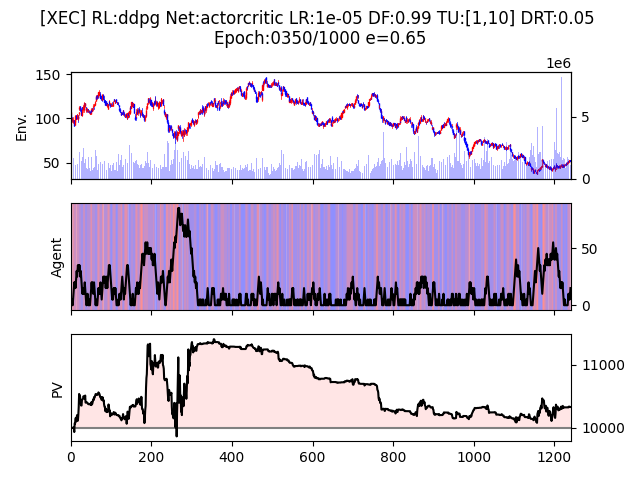 [XEC] RL:ddpg Net:actorcritic LR:1e-05 DF:0.99 TU:[1,10] DRT:0.05
Epoch:0350/1000 e=0.65
1e6
150
100
50
Env.
5
0
Agent
50
0
PV
11000
10000
0
200
400
600
800
1000
1200